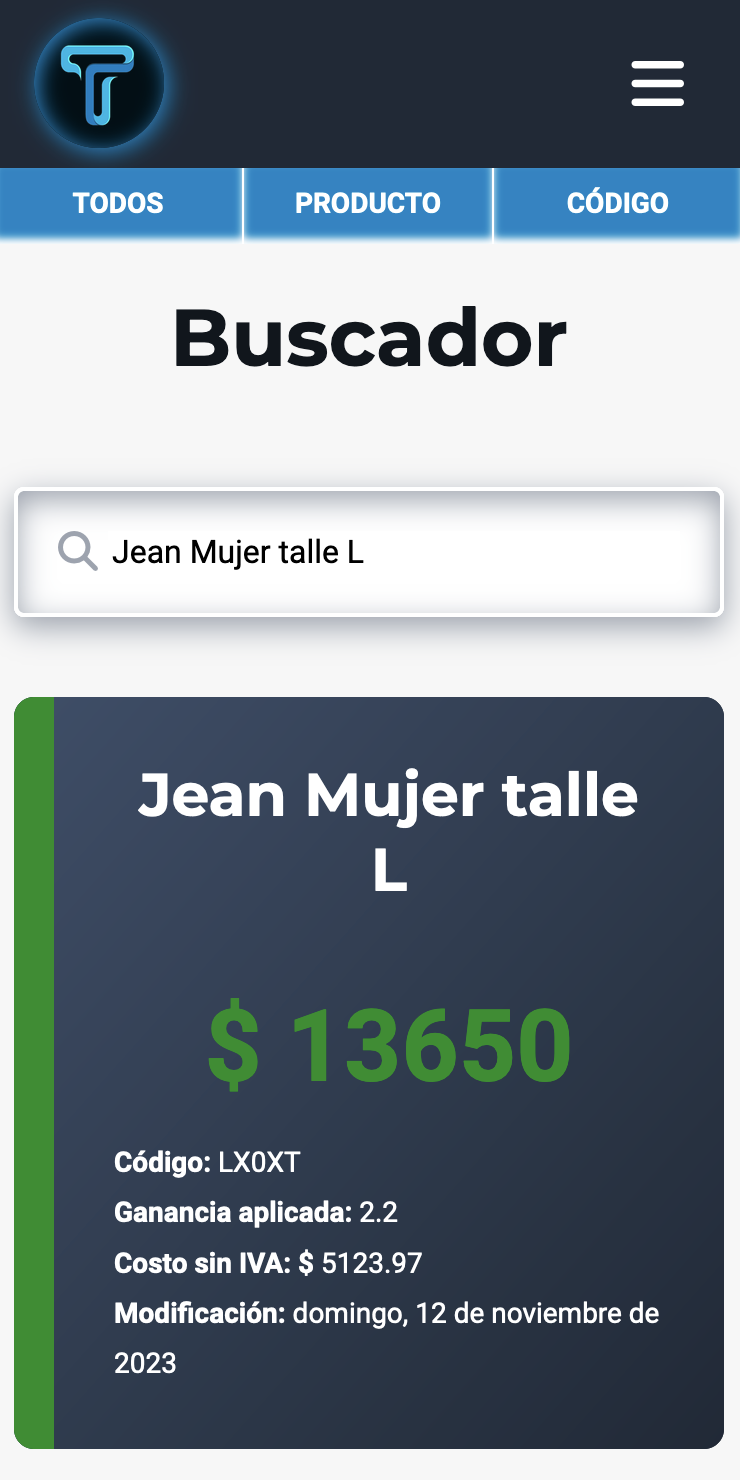 TODOS PRODUCTO CÓDIGO
Buscador
Jean Mujer talle L
Jean Mujer talle
L
$ 13650
Código: LX0XT
Ganancia aplicada: 2.2
Costo sin IVA: $ 5123.97
Modificación: domingo, 12 de noviembre de
2023